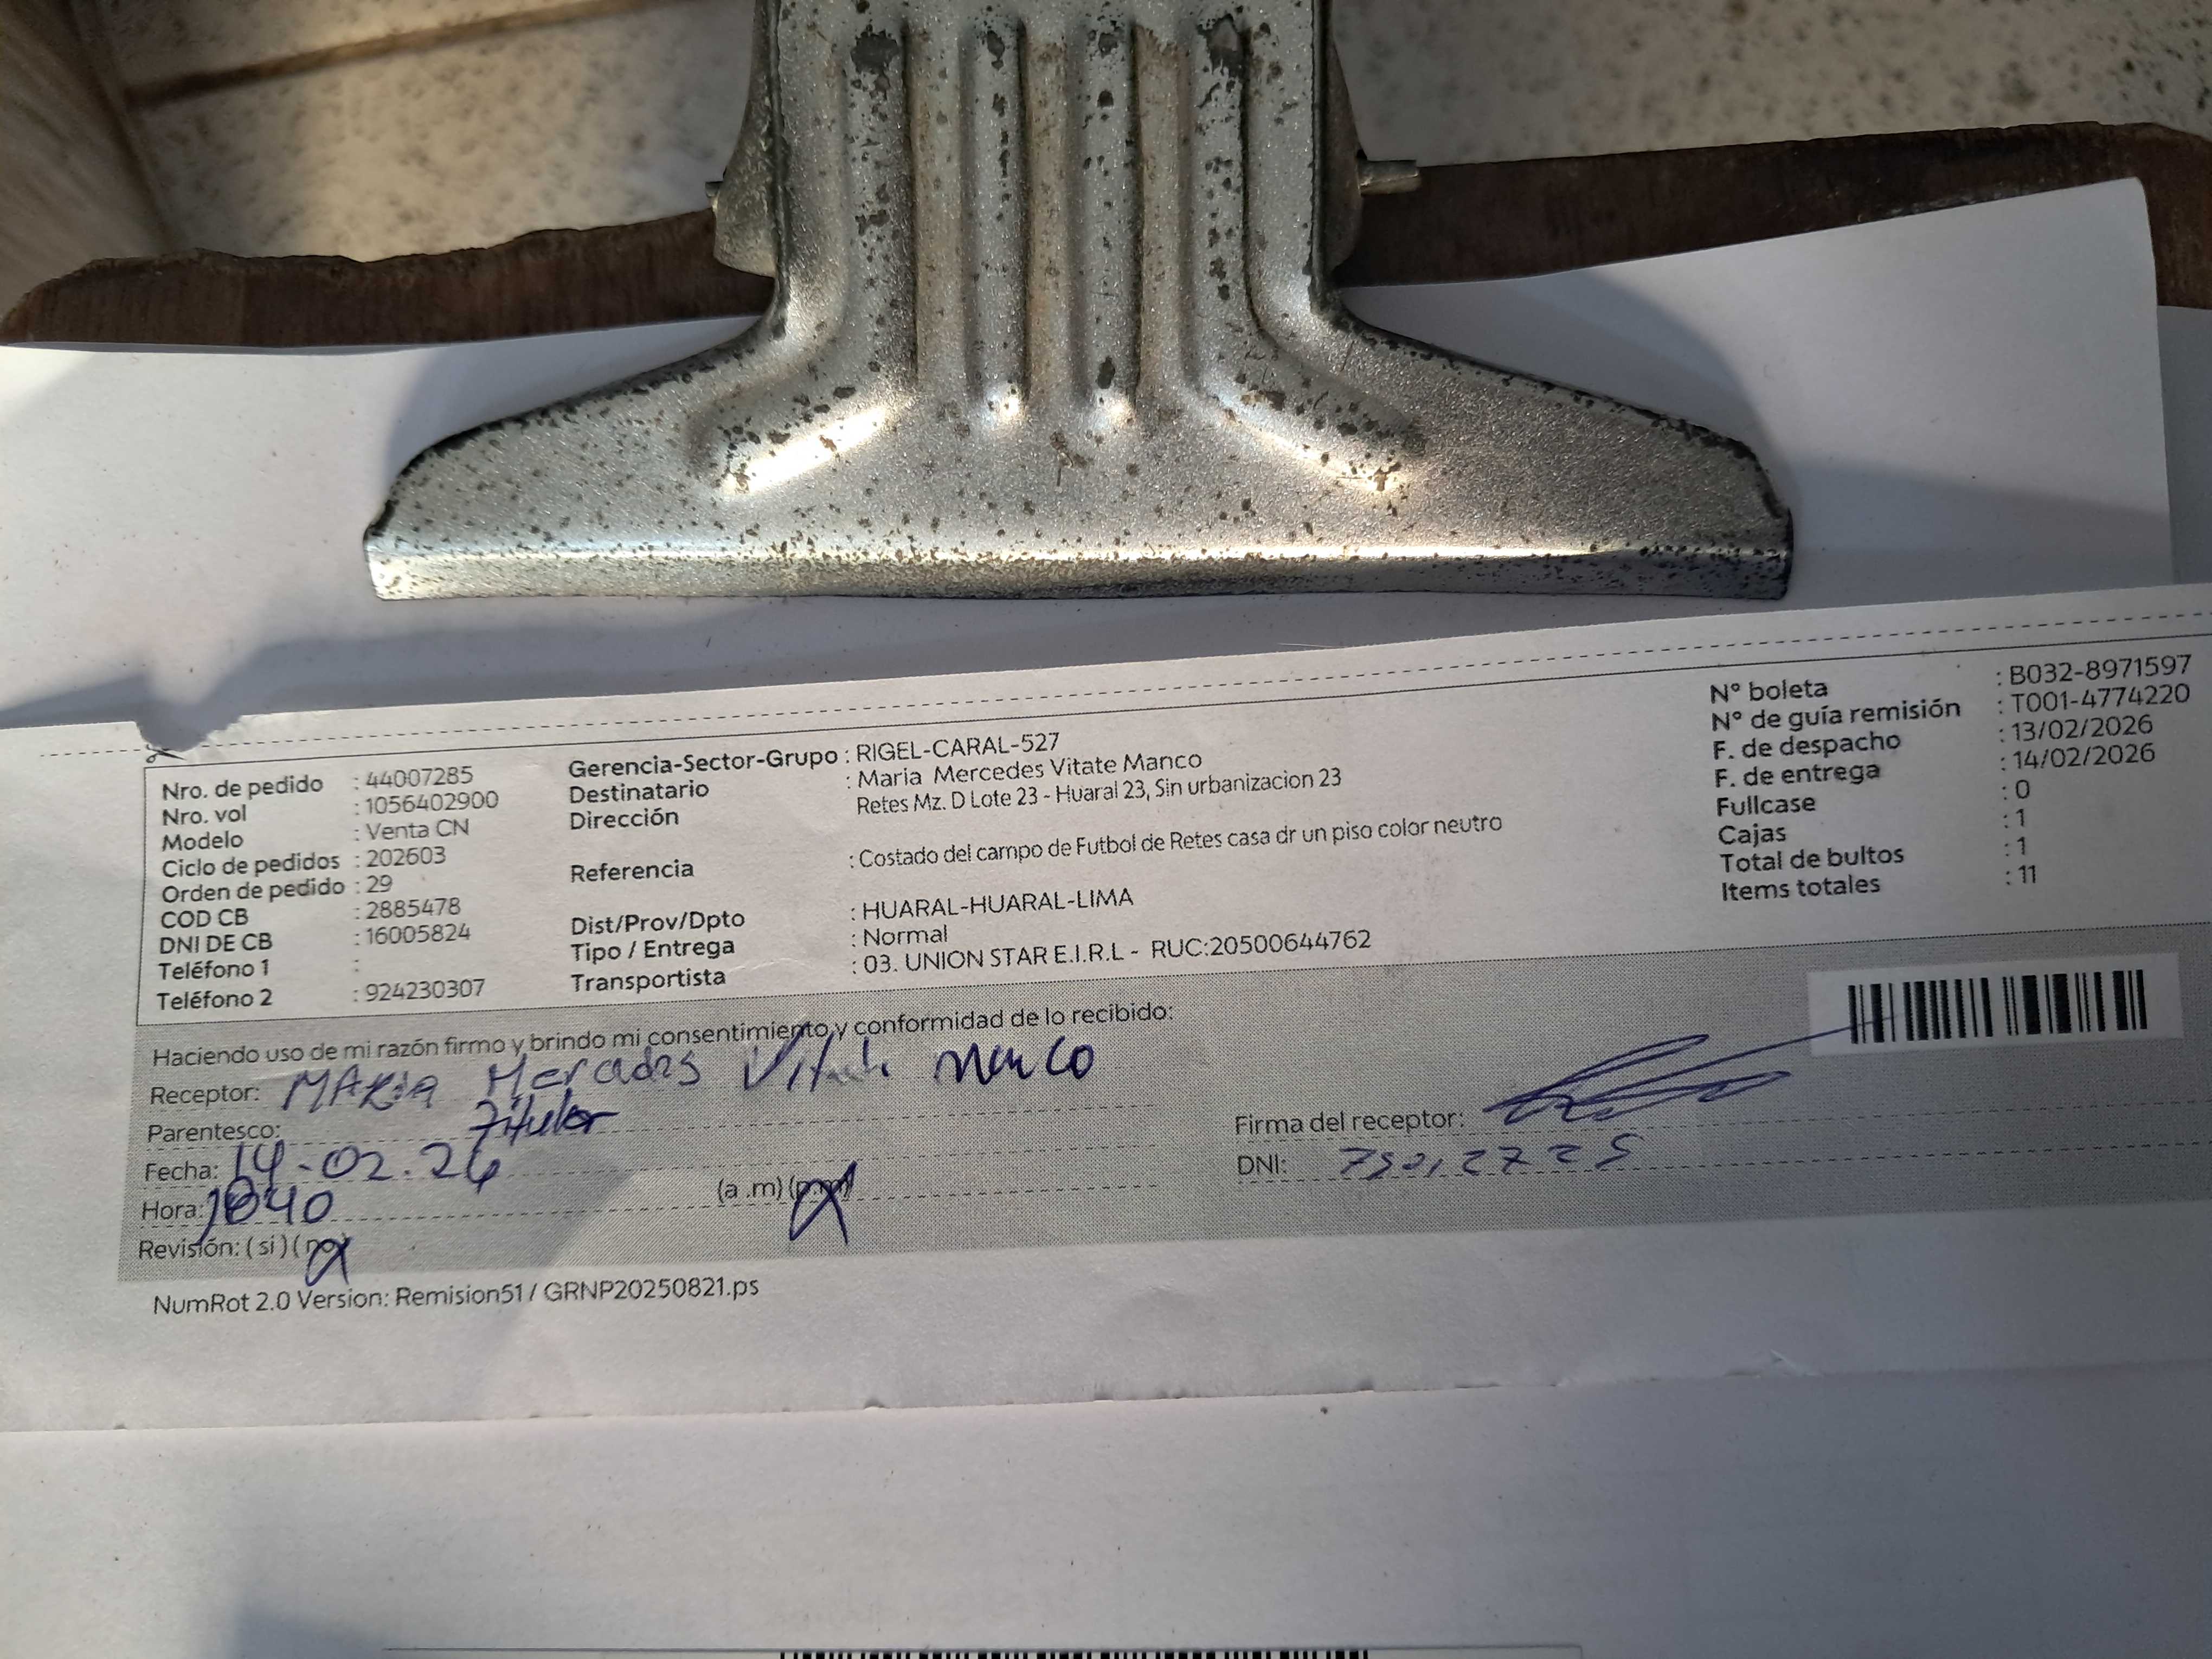 Nro. de pedido : 44007285
Nro. vol : 1056402900
Modelo : Venta CN
Ciclo de pedidos : 202603
Orden de pedido : 29
COD CB : 2885478
DNI DE CB : 16005824
Teléfono 1 :
Teléfono 2 : 924230307
Gerencia-Sector-Grupo : RIGEL-CARAL-527
Destinatario : Maria Mercedes Vitate Manco
Dirección Retes Mz. D Lote 23 - Huaral 23, Sin urbanizacion 23
Referencia : Costado del campo de Futbol de Retes casa dr un piso color neutro
Dist/Prov/Dpto : HUARAL-HUARAL-LIMA
Tipo / Entrega : Normal
Transportista : 03. UNION STAR E.I.R.L - RUC:20500644762
N° boleta : B032-8971597
N° de guía remisión : T001-4774220
F. de despacho : 13/02/2026
F. de entrega : 14/02/2026
Fullcase : 0
Cajas : 1
Total de bultos : 1
Items totales : 11
Haciendo uso de mi razón firmo y brindo mi consentimiento y conformidad de lo recibido:
Receptor: MARIA Mercedes Manco
Parentesco: Titular
Fecha: 14-02.26
Hora: 1040 (a .m) (p.m)
Revisión: ( si ) ( no )
Firma del receptor:
DNI:
NumRot 2.0 Version: Remision51 / GRNP20250821.ps